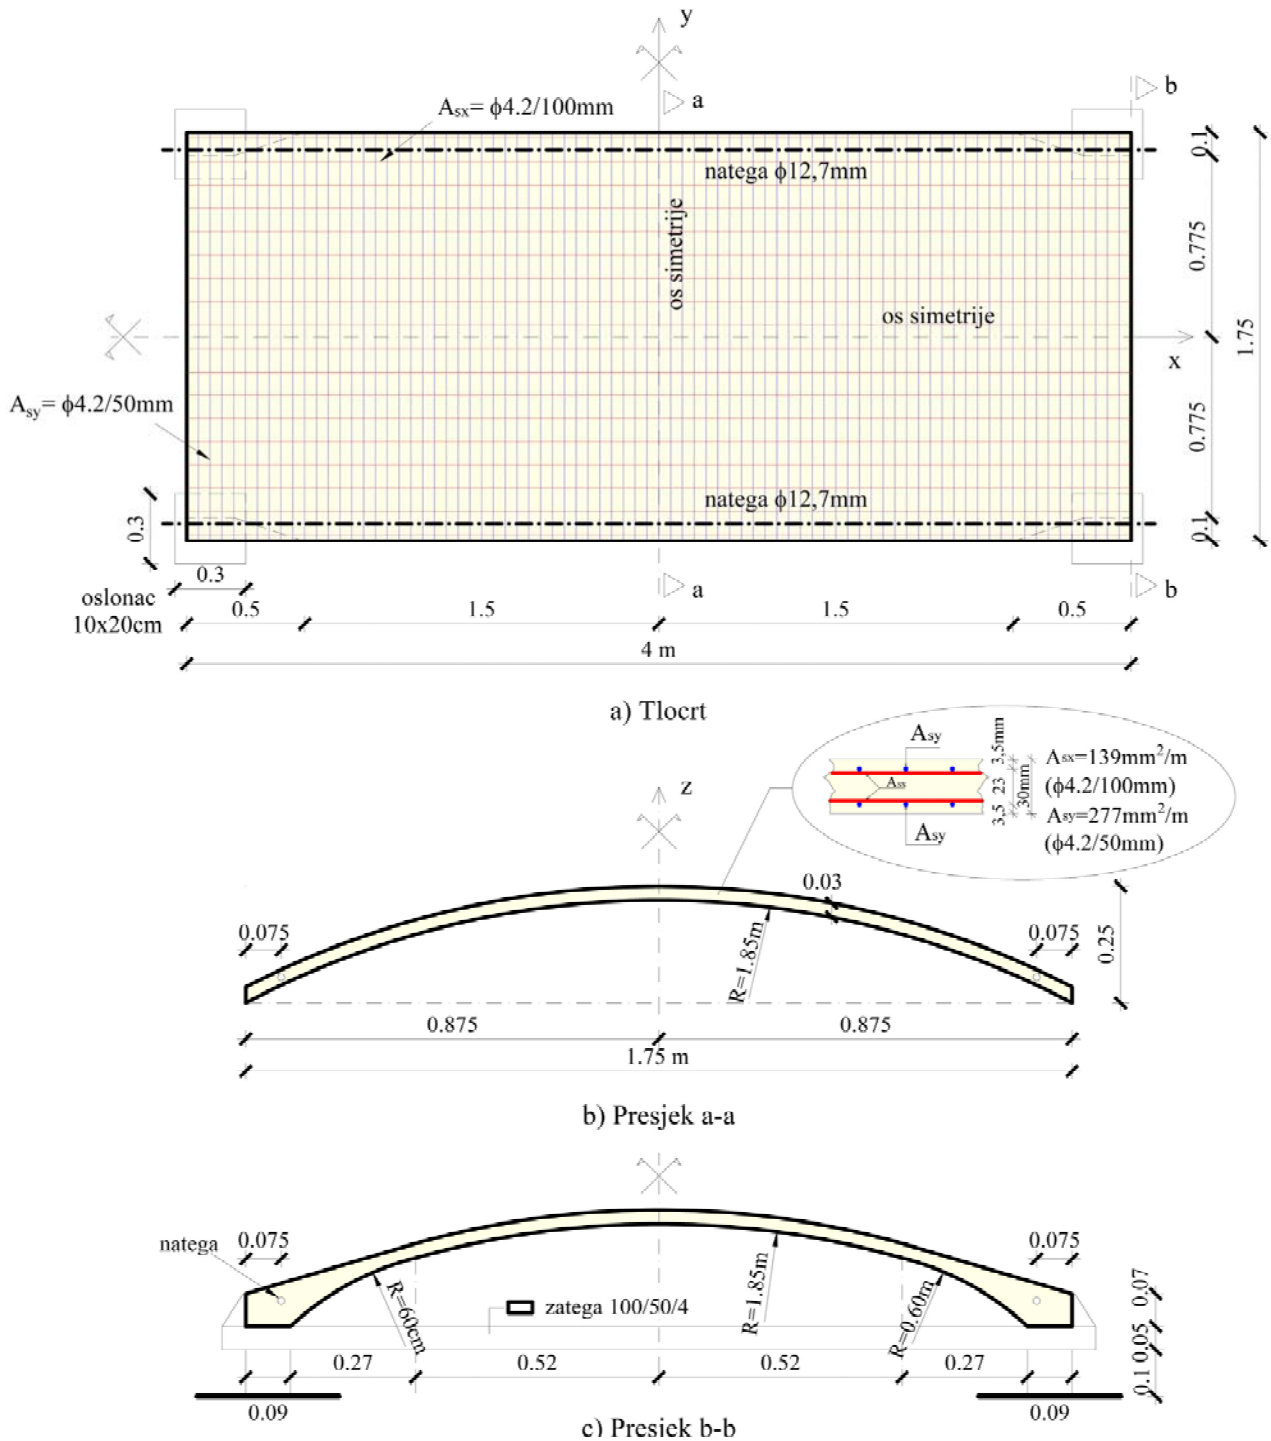 y
b
a
Asx= ϕ4.2/100mm
0.1
natega ϕ12,7mm
os simetrije
0.775
os simetrije
1.75
x
Asy= ϕ4.2/50mm
0.775
natega ϕ12,7mm
0.3
0.1
0.3
a
b
oslonac
10x20cm
0.5
1.5
1.5
0.5
4 m
a) Tlocrt
Asy
3,5mm
Asx=139mm²/m
z
23
30mm
(ϕ4.2/100mm)
3,5
Asy=277mm²/m
Asy
(ϕ4.2/50mm)
0.03
0.075
0.075
R=1.85m
0.25
0.875
0.875
1.75 m
b) Presjek a-a
natega
0.075
0.075
R=60cm
zatega 100/50/4
R=1.85m
R=0.60m
0.07
0.05
0.1
0.27
0.52
0.52
0.27
0.09
0.09
c) Presjek b-b